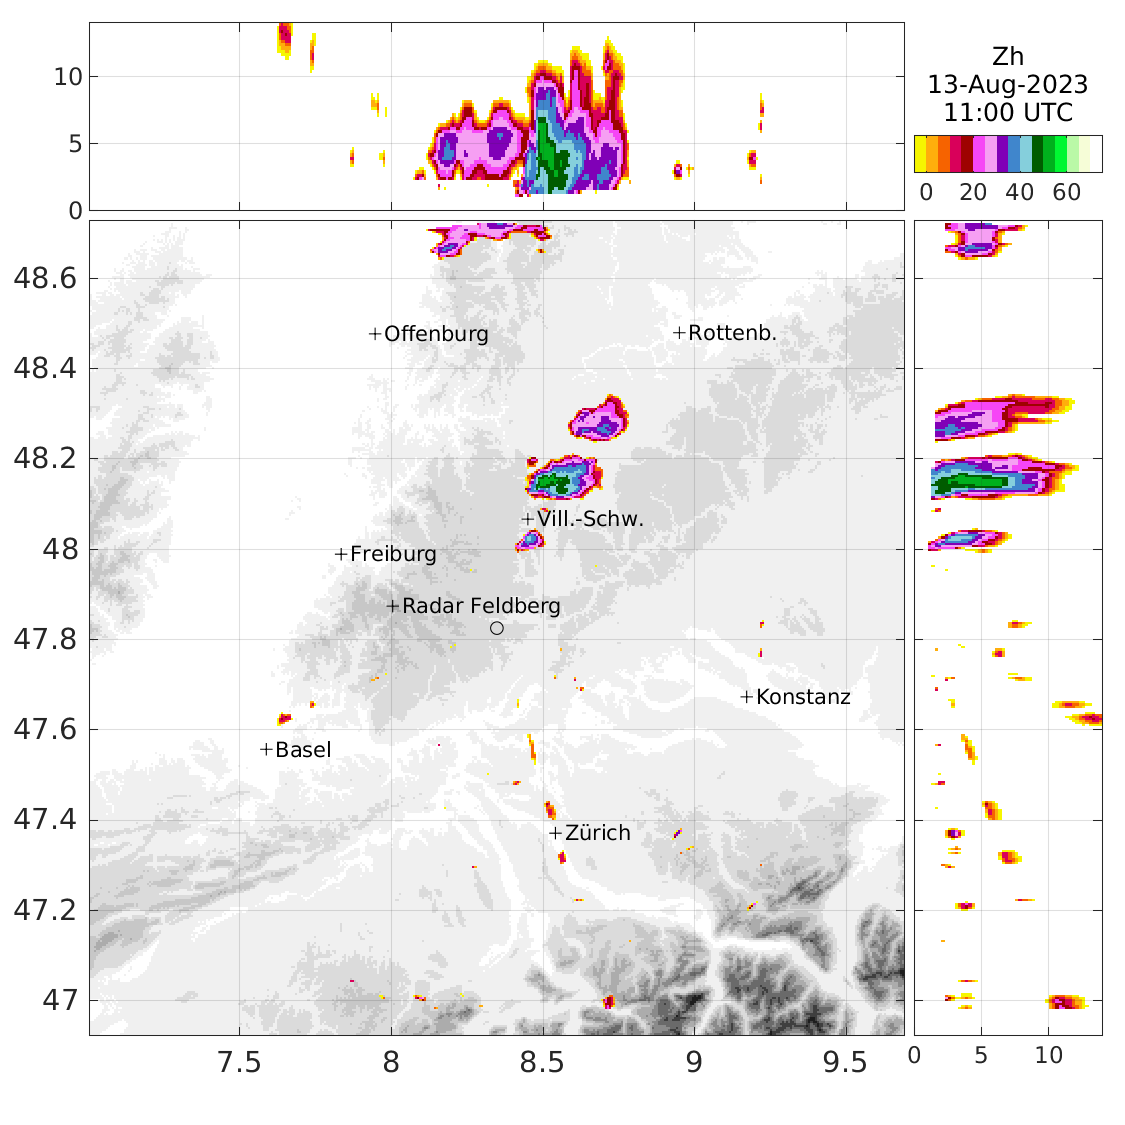 10
5
0
Zh
13-Aug-2023
11:00 UTC
0 20 40 60
48.6
48.4
48.2
48
47.8
47.6
47.4
47.2
47
+Offenburg
+Rottenb.
+Vill.-Schw.
+Freiburg
+Radar Feldberg
+Konstanz
+Basel
+Zürich
7.5 8 8.5 9 9.5
0 5 10